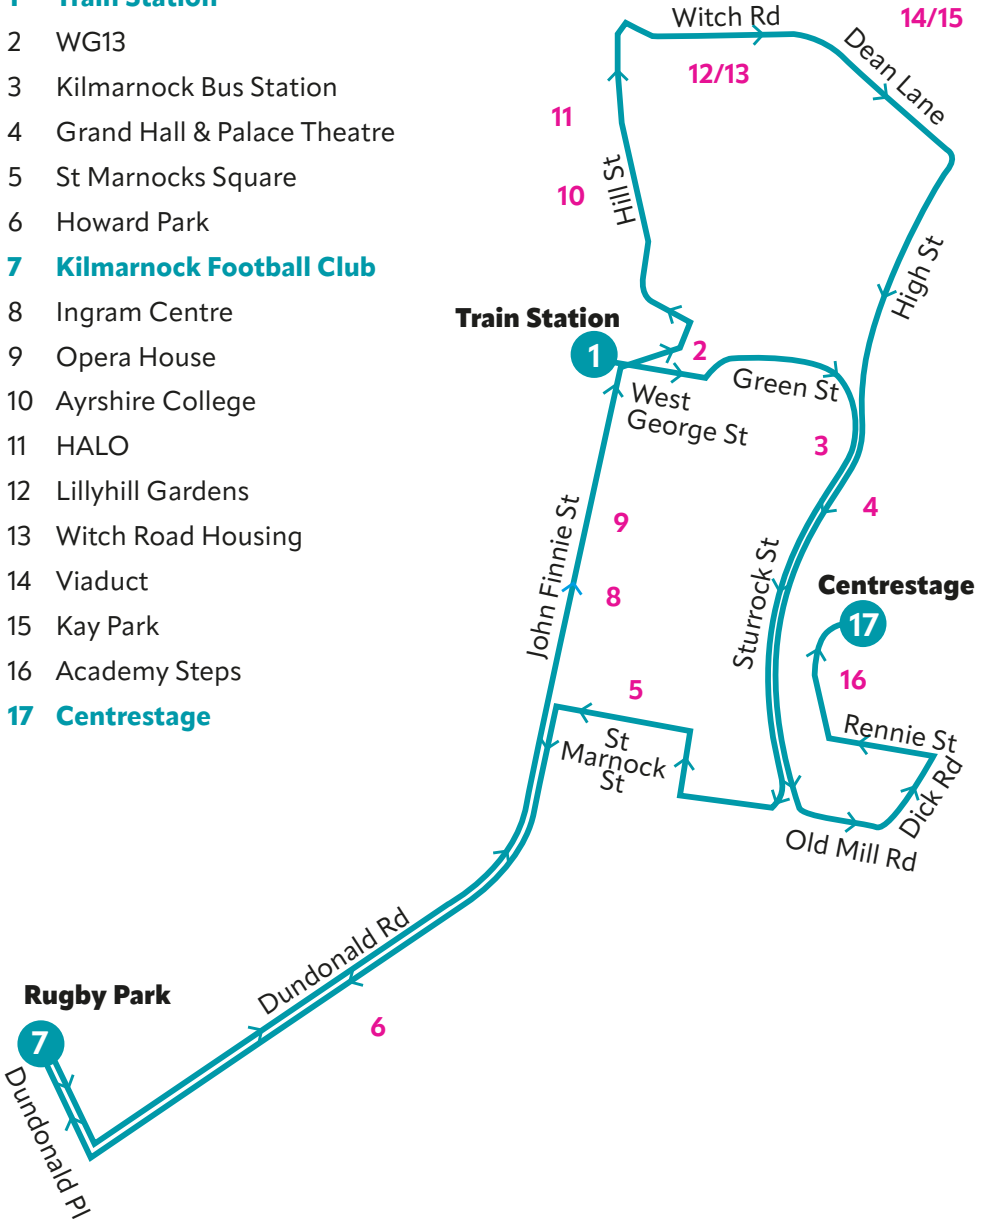 1 Train Station
2 WG13
3 Kilmarnock Bus Station
4 Grand Hall & Palace Theatre
5 St Marnocks Square
6 Howard Park
7 Kilmarnock Football Club
8 Ingram Centre
9 Opera House
10 Ayrshire College
11 HALO
12 Lillyhill Gardens
13 Witch Road Housing
14 Viaduct
15 Kay Park
16 Academy Steps
17 Centrestage
Witch Rd
14/15
Dean Lane
12/13
11
Hill St
10
High St
Train Station
1
2
Green St
West
George St
3
4
9
John Finnie St
8
Sturrock St
Centrestage
17
16
5
St
Marnock
St
Rennie St
Dick Rd
Old Mill Rd
Dundonald Rd
Rugby Park
7
6
Dundonald Pl